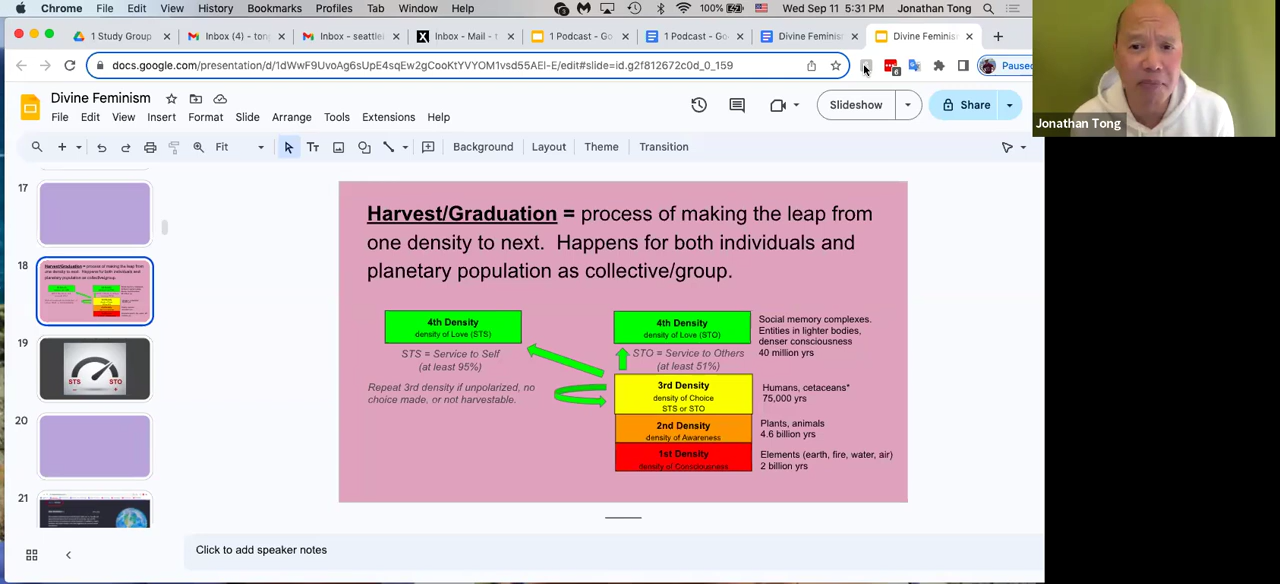 Chrome File Edit View History Bookmarks Profiles Tab Window Help 100% Wed Sep 11 5:31 PM Jonathan Tong
1 Study Group Inbox (4) - ton Inbox - seattlei Inbox - Mail - t 1 Podcast - Go 1 Podcast - Go Divine Feminis Divine Feminis
docs.google.com/presentation/d/1dWwF9UvoAg6sUpE4sqEw2gCooKtYVYOM1vsd55AEl-E/edit#slide=id.g2f812672c0d_0_159 Paused
Jonathan Tong
Divine Feminism
File Edit View Insert Format Slide Arrange Tools Extensions Help
Slideshow Share
Fit Background Layout Theme Transition
17
18
19
STS STO
20
21
Harvest/Graduation = process of making the leap from
one density to next. Happens for both individuals and
planetary population as collective/group.
4th Density
density of Love (STS)
STS = Service to Self
(at least 95%)
Repeat 3rd density if unpolarized, no
choice made, or not harvestable.
4th Density
density of Love (STO)
STO = Service to Others
(at least 51%)
Social memory complexes.
Entities in lighter bodies,
denser consciousness
40 million yrs
3rd Density
density of Choice
STS or STO
Humans, cetaceans*
75,000 yrs
2nd Density
density of Awareness
Plants, animals
4.6 billion yrs
1st Density
density of Consciousness
Elements (earth, fire, water, air)
2 billion yrs
Click to add speaker notes